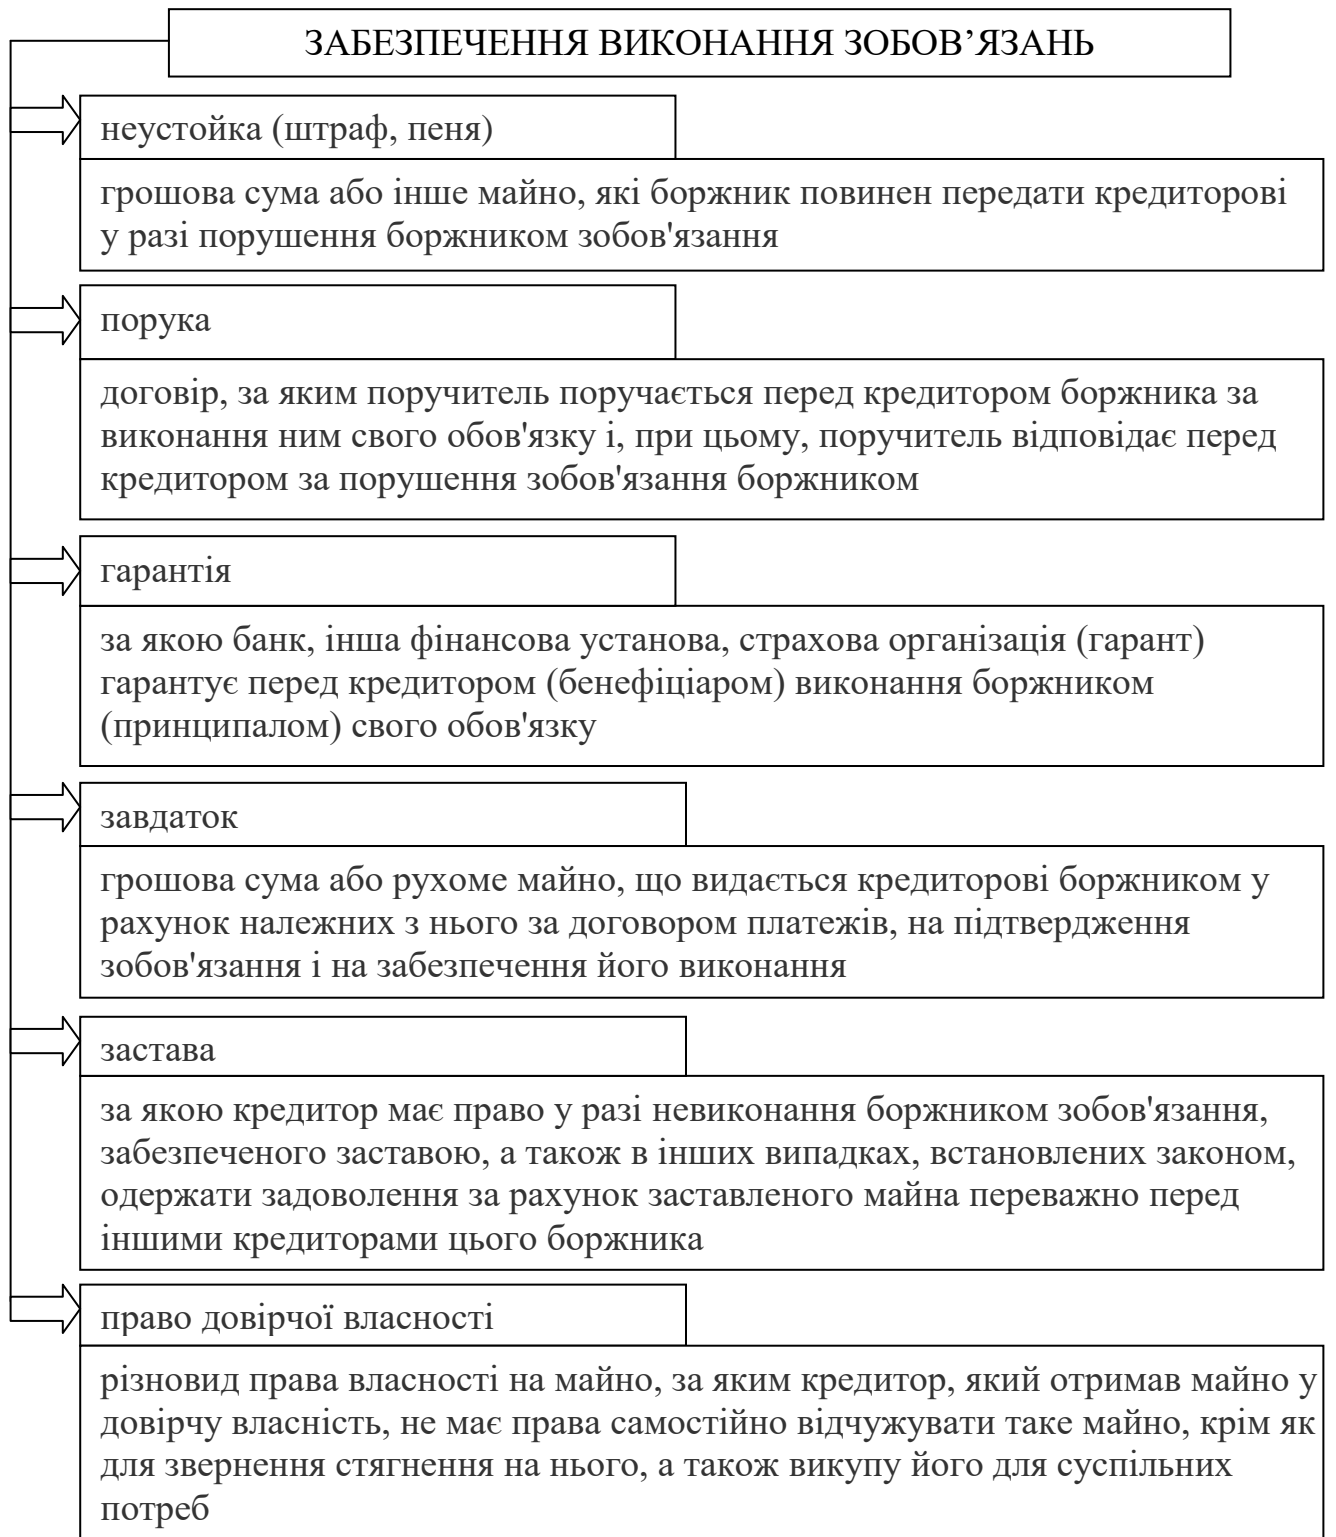 ЗАБЕЗПЕЧЕННЯ ВИКОНАННЯ ЗОБОВ’ЯЗАНЬ
неустойка (штраф, пеня)
грошова сума або інше майно, які боржник повинен передати кредиторові
у разі порушення боржником зобов'язання
порука
договір, за яким поручитель поручається перед кредитором боржника за
виконання ним свого обов'язку і, при цьому, поручитель відповідає перед
кредитором за порушення зобов'язання боржником
гарантія
за якою банк, інша фінансова установа, страхова організація (гарант)
гарантує перед кредитором (бенефіціаром) виконання боржником
(принципалом) свого обов'язку
завдаток
грошова сума або рухоме майно, що видається кредиторові боржником у
рахунок належних з нього за договором платежів, на підтвердження
зобов'язання і на забезпечення його виконання
застава
за якою кредитор має право у разі невиконання боржником зобов'язання,
забезпеченого заставою, а також в інших випадках, встановлених законом,
одержати задоволення за рахунок заставленого майна переважно перед
іншими кредиторами цього боржника
право довірчої власності
різновид права власності на майно, за яким кредитор, який отримав майно у
довірчу власність, не має права самостійно відчужувати таке майно, крім як
для звернення стягнення на нього, а також викупу його для суспільних
потреб